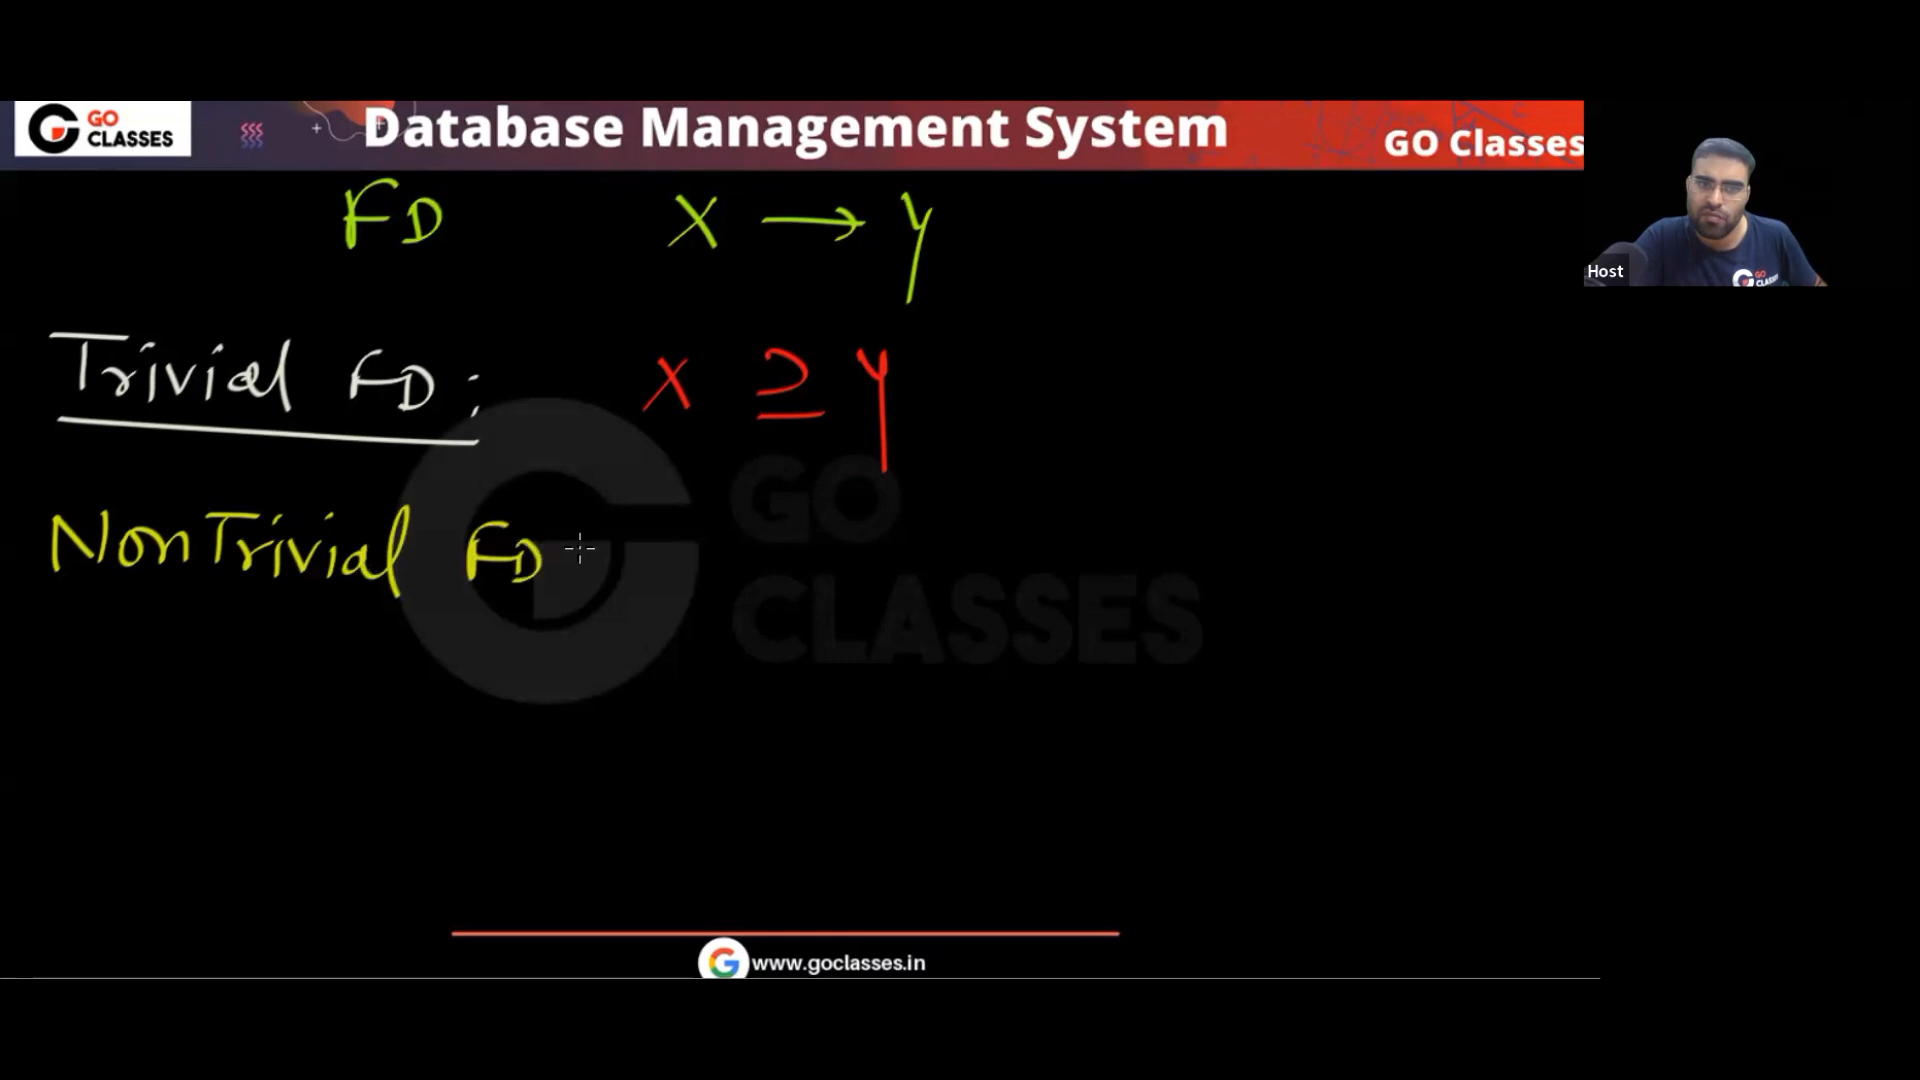 GO CLASSES
Database Management System
GO Classes
FD X → Y
Host
Trivial FD : X ⊇ Y
NonTrivial FD
GO
CLASSES
www.goclasses.in